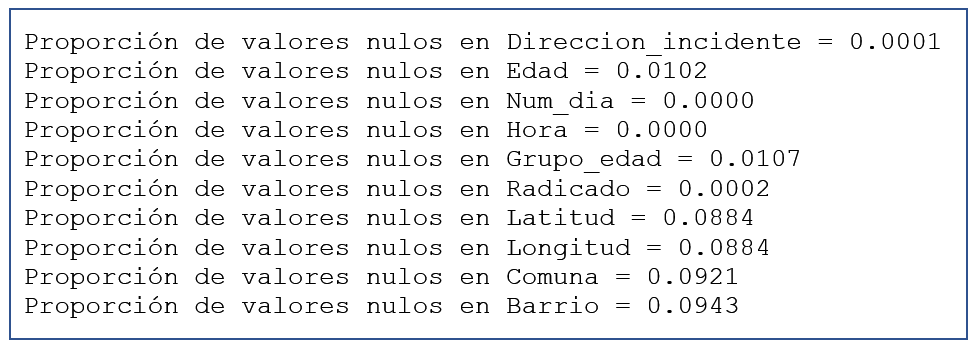 Proporción de valores nulos en Direccion_incidente = 0.0001
Proporción de valores nulos en Edad = 0.0102
Proporción de valores nulos en Num_dia = 0.0000
Proporción de valores nulos en Hora = 0.0000
Proporción de valores nulos en Grupo_edad = 0.0107
Proporción de valores nulos en Radicado = 0.0002
Proporción de valores nulos en Latitud = 0.0884
Proporción de valores nulos en Longitud = 0.0884
Proporción de valores nulos en Comuna = 0.0921
Proporción de valores nulos en Barrio = 0.0943